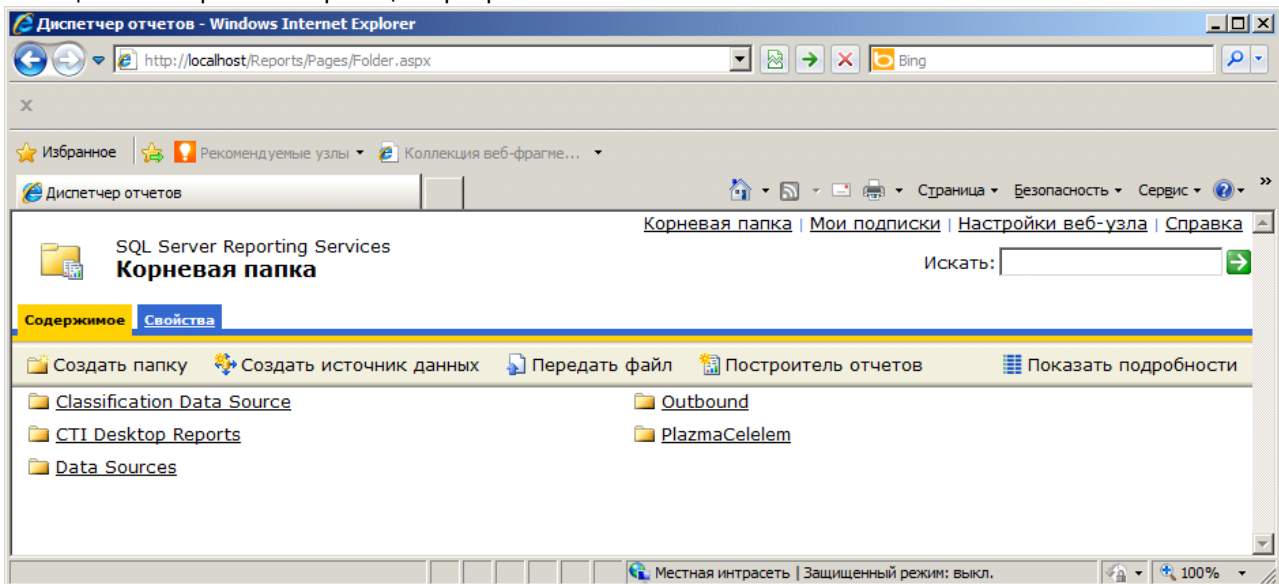 Диспетчер отчетов - Windows Internet Explorer
http://localhost/Reports/Pages/Folder.aspx Bing
x
Избранное Рекомендуемые узлы Коллекция веб-фрагме...
Диспетчер отчетов Страница Безопасность Сервис »
Корневая папка | Мои подписки | Настройки веб-узла | Справка
SQL Server Reporting Services
Корневая папка Искать:
Содержимое Свойства
Создать папку Создать источник данных Передать файл Построитель отчетов Показать подробности
Classification Data Source Outbound
CTI Desktop Reports PlazmaCelelem
Data Sources
Местная интрасеть | Защищенный режим: выкл. 100%